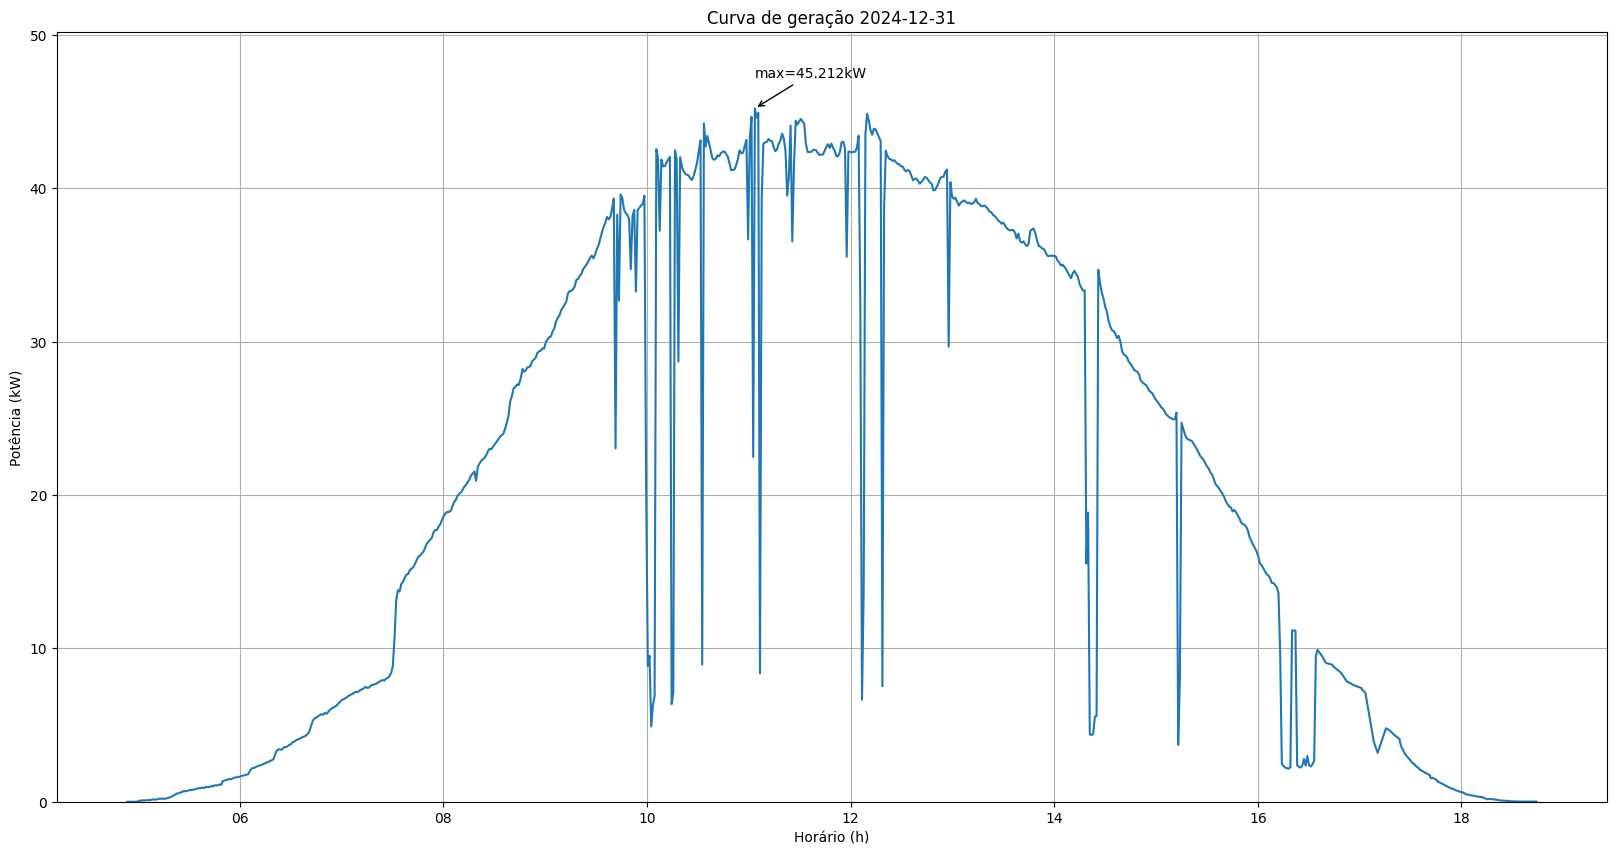 Curva de geração 2024-12-31
max=45.212kW
50
40
30
20
10
0
Potência (kW)
06 08 10 12 14 16 18
Horário (h)